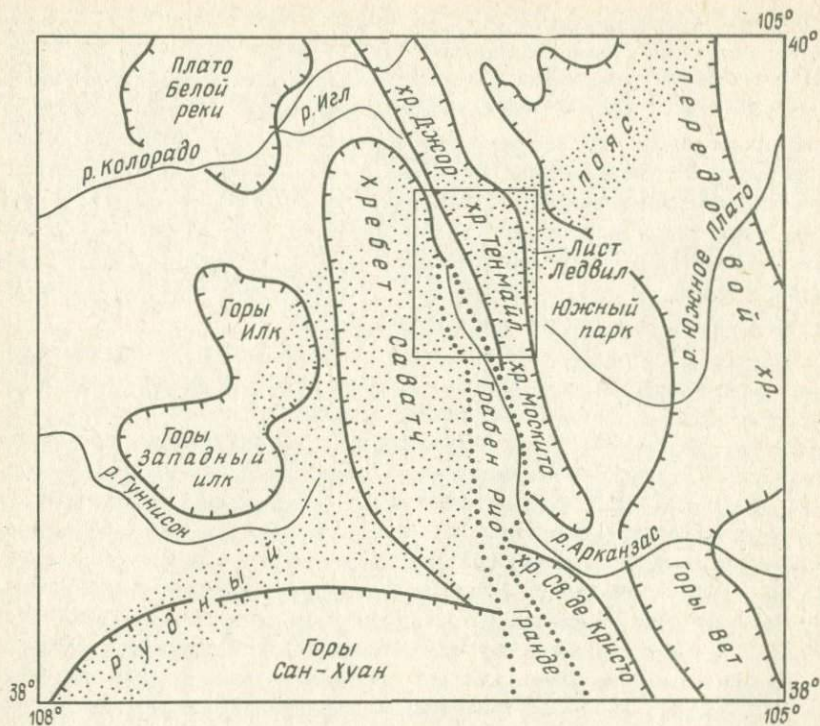 105°
40°
Плато
Белой
реки
р. Игл
хр. Джор
пояс
Передовой хр.
р. Колорадо
Хребет Саватч
хр. Тенмайл
Лист
Ледвил
Южный
парк
р. Южное Плато
Горы
Илк
хр. Москито
Грабен Рио Гранде
Горы
Западный
Илк
р. Гуннисон
р. Арканзас
рудный
хр. Св. де Кристо
Горы Вет
Горы
Сан-Хуан
38°
108°
38°
105°